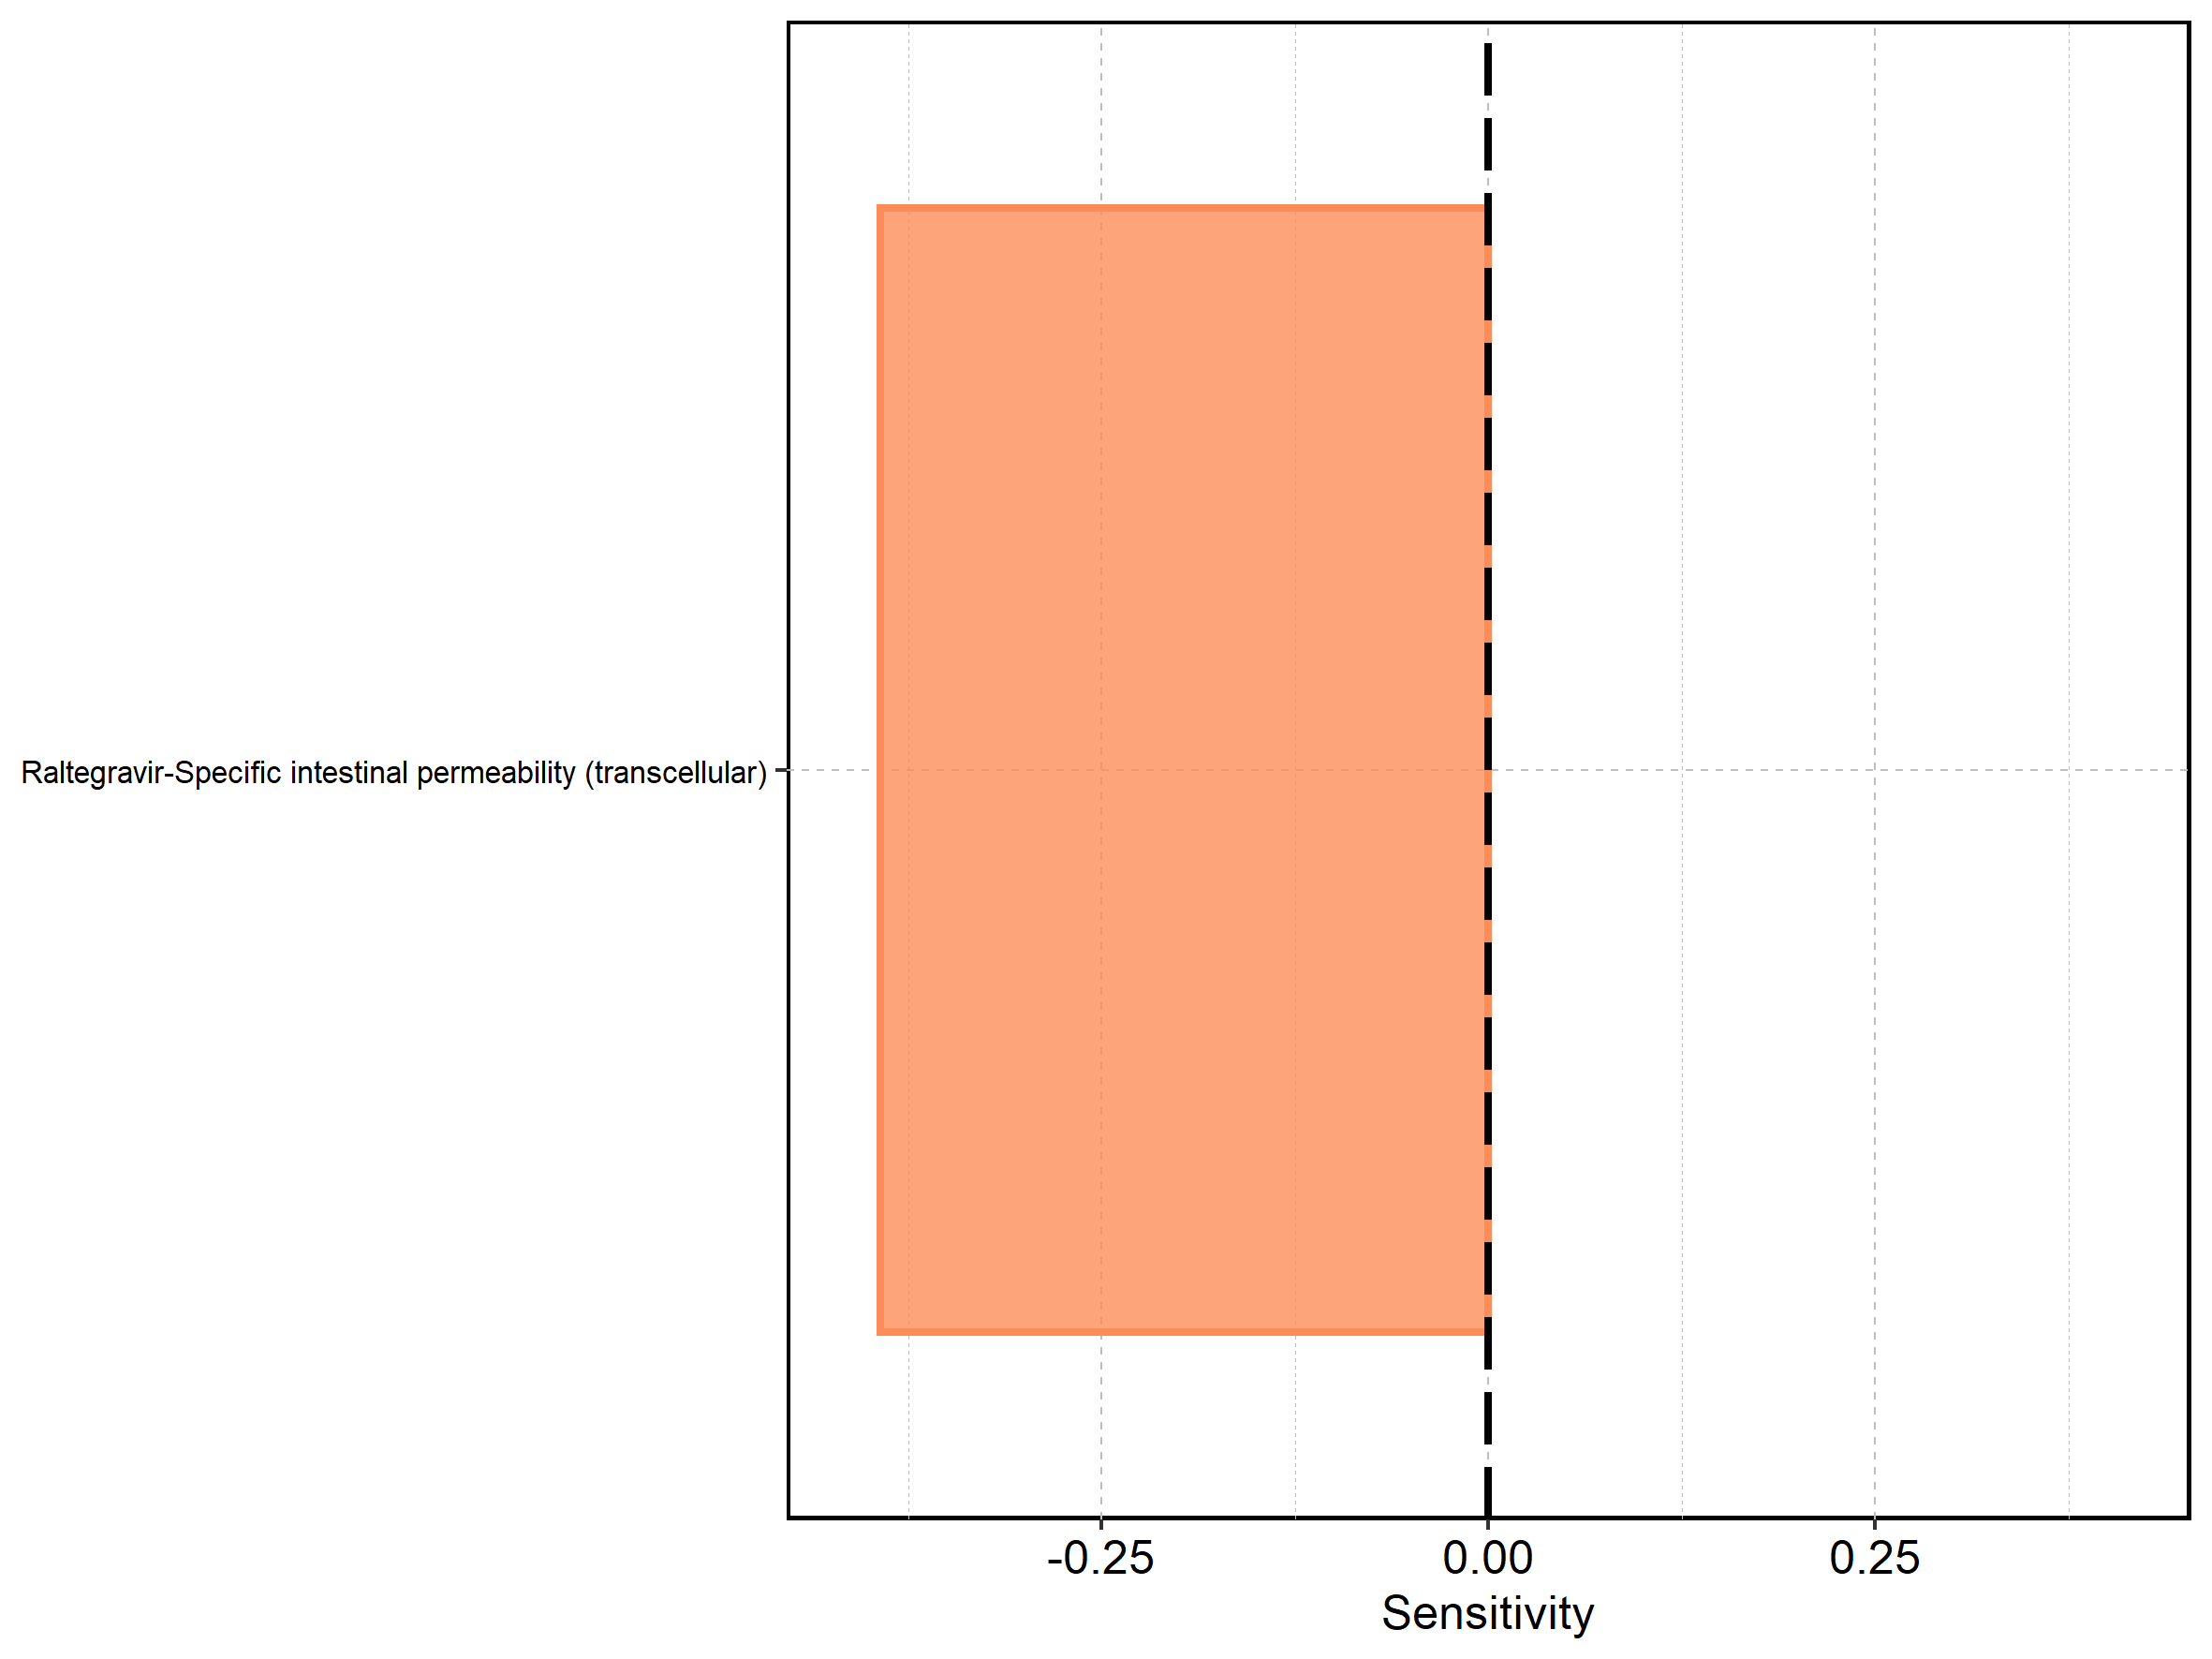 Raltegravir-Specific intestinal permeability (transcellular)
-0.25 0.00 0.25
Sensitivity